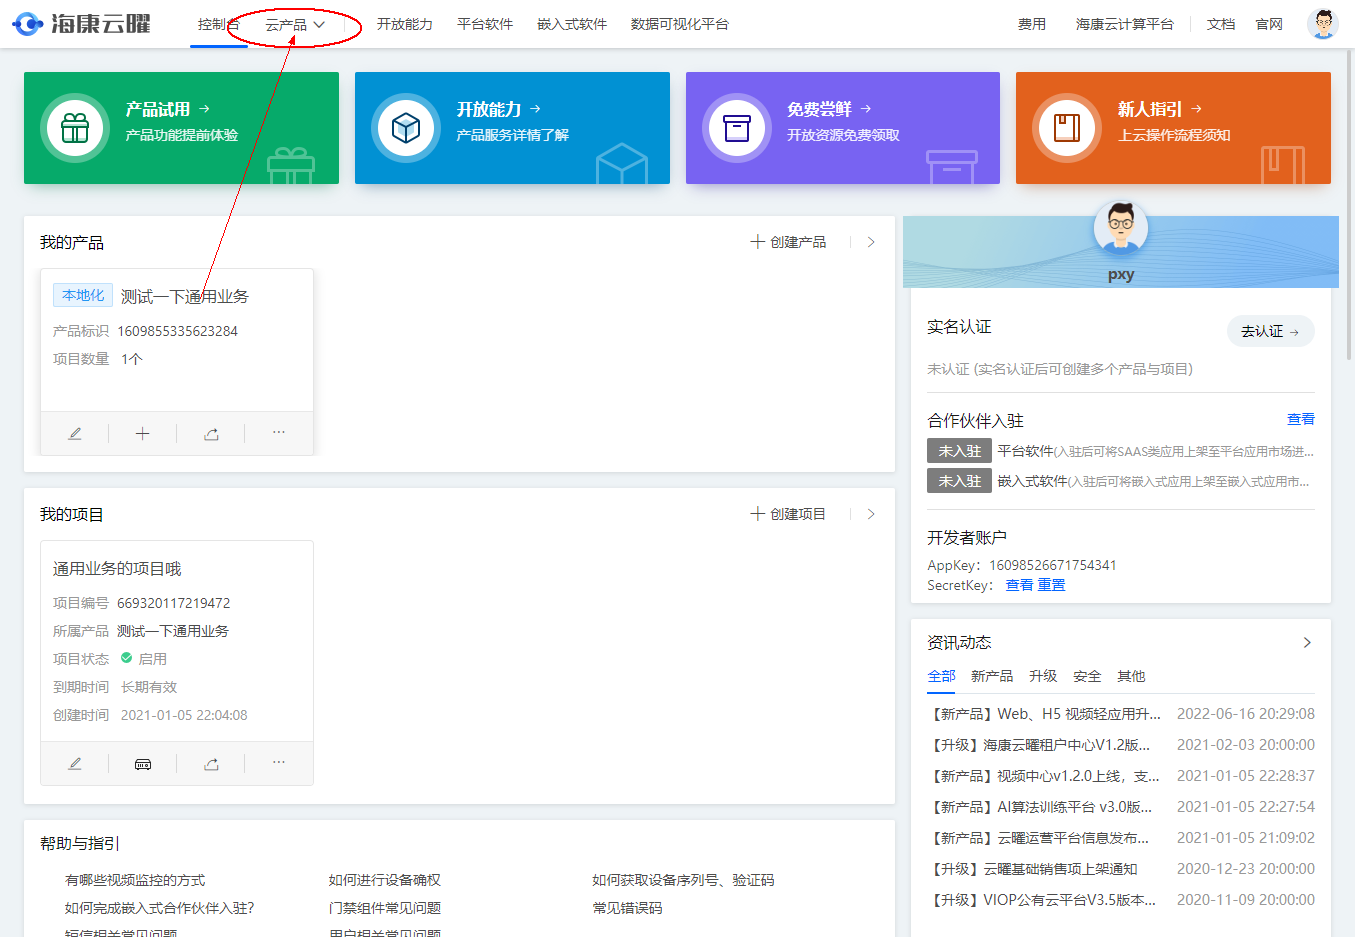 海康云曜 控制台 云产品 开放能力 平台软件 嵌入式软件 数据可视化平台 费用 海康云计算平台 文档 官网
产品试用 →
产品功能提前体验
开放能力 →
产品服务详情了解
免费尝鲜 →
开放资源免费领取
新人指引 →
上云操作流程须知
我的产品 + 创建产品
本地化 测试一下通用业务
产品标识 1609855335623284
项目数量 1个
我的项目 + 创建项目
通用业务的项目哦
项目编号 669320117219472
所属产品 测试一下通用业务
项目状态 启用
到期时间 长期有效
创建时间 2021-01-05 22:04:08
帮助与指引
有哪些视频监控的方式 如何进行设备确权 如何获取设备序列号、验证码
如何完成嵌入式合作伙伴入驻? 门禁组件常见问题 常见错误码
短信相关常见问题 用户相关常见问题
pxy
实名认证 去认证 →
未认证 (实名认证后可创建多个产品与项目)
合作伙伴入驻 查看
未入驻 平台软件(入驻后可将SAAS类应用上架至平台应用市场进...
未入驻 嵌入式软件(入驻后可将嵌入式应用上架至嵌入式应用市...
开发者账户
AppKey: 16098526671754341
SecretKey: 查看 重置
资讯动态
全部 新产品 升级 安全 其他
【新产品】Web、H5 视频轻应用升... 2022-06-16 20:29:08
【升级】海康云曜租户中心V1.2版... 2021-02-03 20:00:00
【新产品】视频中心v1.2.0上线，支... 2021-01-05 22:28:37
【新产品】AI算法训练平台 v3.0版... 2021-01-05 22:27:54
【新产品】云曜运营平台信息发布... 2021-01-05 21:09:02
【升级】云曜基础销售项上架通知 2020-12-23 20:00:00
【升级】VIOP公有云平台V3.5版本... 2020-11-09 20:00:00